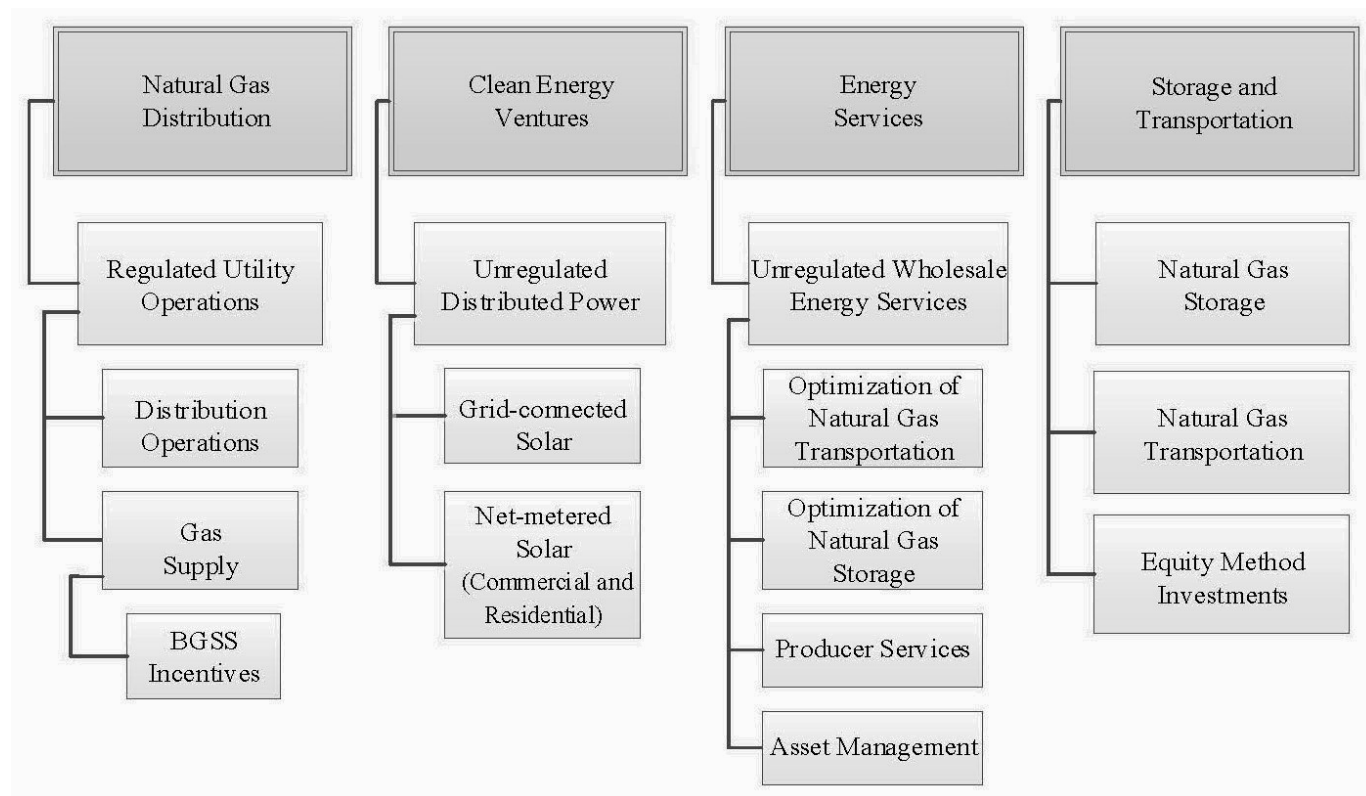 Natural Gas
Distribution
Regulated Utility
Operations
Distribution
Operations
Gas
Supply
BGSS
Incentives
Clean Energy
Ventures
Unregulated
Distributed Power
Grid-connected
Solar
Net-metered
Solar
(Commercial and
Residential)
Energy
Services
Unregulated Wholesale
Energy Services
Optimization of
Natural Gas
Transportation
Optimization of
Natural Gas
Storage
Producer Services
Asset Management
Storage and
Transportation
Natural Gas
Storage
Natural Gas
Transportation
Equity Method
Investments